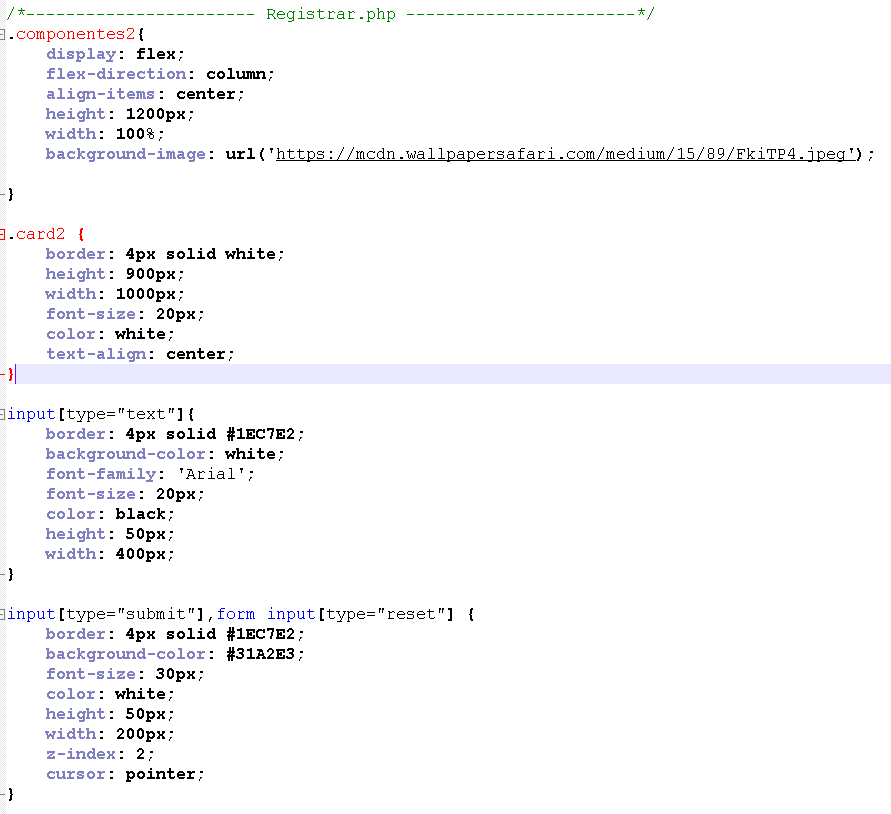 /*----------------------- Registrar.php -----------------------*/
.componentes2{
    display: flex;
    flex-direction: column;
    align-items: center;
    height: 1200px;
    width: 100%;
    background-image: url('https://mcdn.wallpapersafari.com/medium/15/89/FkiTP4.jpeg');
}
.card2 {
    border: 4px solid white;
    height: 900px;
    width: 1000px;
    font-size: 20px;
    color: white;
    text-align: center;
}
input[type="text"]{
    border: 4px solid #1EC7E2;
    background-color: white;
    font-family: 'Arial';
    font-size: 20px;
    color: black;
    height: 50px;
    width: 400px;
}
input[type="submit"],form input[type="reset"] {
    border: 4px solid #1EC7E2;
    background-color: #31A2E3;
    font-size: 30px;
    color: white;
    height: 50px;
    width: 200px;
    z-index: 2;
    cursor: pointer;
}